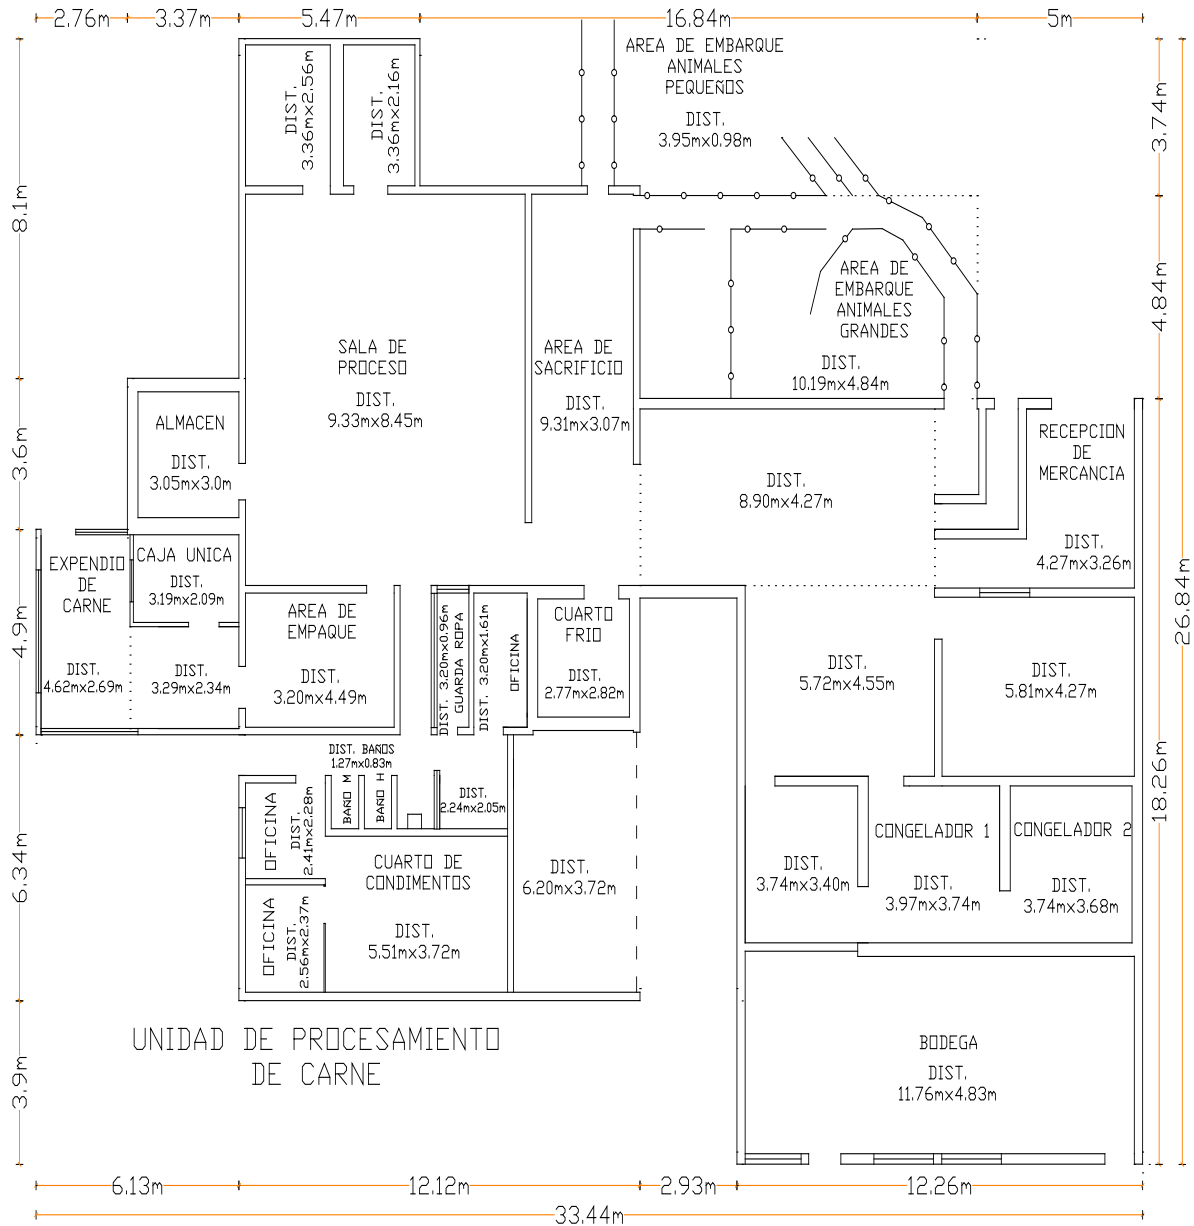 2.76m
3.37m
5.47m
16.84m
5m
AREA DE EMBARQUE
ANIMALES
PEQUEÑOS
DIST.
3.95mx0.98m
DIST.
3.36mx2.56m
DIST.
3.36mx2.16m
3.74m
8.1m
4.84m
AREA DE
EMBARQUE
ANIMALES
GRANDES
DIST.
10.19mx4.84m
SALA DE
PROCESO
DIST.
9.33mx8.45m
AREA DE
SACRIFICIO
DIST.
9.31mx3.07m
ALMACEN
DIST.
3.05mx3.0m
3.6m
RECEPCION
DE
MERCANCIA
DIST.
4.27mx3.26m
DIST.
8.90mx4.27m
EXPENDIO
DE
CARNE
DIST.
4.62mx2.69m
CAJA UNICA
DIST.
3.19mx2.09m
DIST.
3.29mx2.34m
4.9m
AREA DE
EMPAQUE
DIST.
3.20mx4.49m
DIST. 3.20mx0.96m
GUARDA ROPA
DIST. 3.20mx1.61m
OFICINA
CUARTO
FRIO
DIST.
2.77mx2.82m
DIST.
5.72mx4.55m
DIST.
5.81mx4.27m
26.84m
18.26m
DIST. BAÑOS
1.27mx0.83m
BAÑO M
BAÑO H
DIST.
2.24mx2.05m
OFICINA
DIST.
2.41mx2.28m
OFICINA
DIST.
2.56mx2.37m
CUARTO DE
CONDIMENTOS
DIST.
5.51mx3.72m
DIST.
6.20mx3.72m
6.34m
DIST.
3.74mx3.40m
CONGELADOR 1
DIST.
3.97mx3.74m
CONGELADOR 2
DIST.
3.74mx3.68m
UNIDAD DE PROCESAMIENTO
DE CARNE
3.9m
BODEGA
DIST.
11.76mx4.83m
6.13m
12.12m
2.93m
12.26m
33.44m